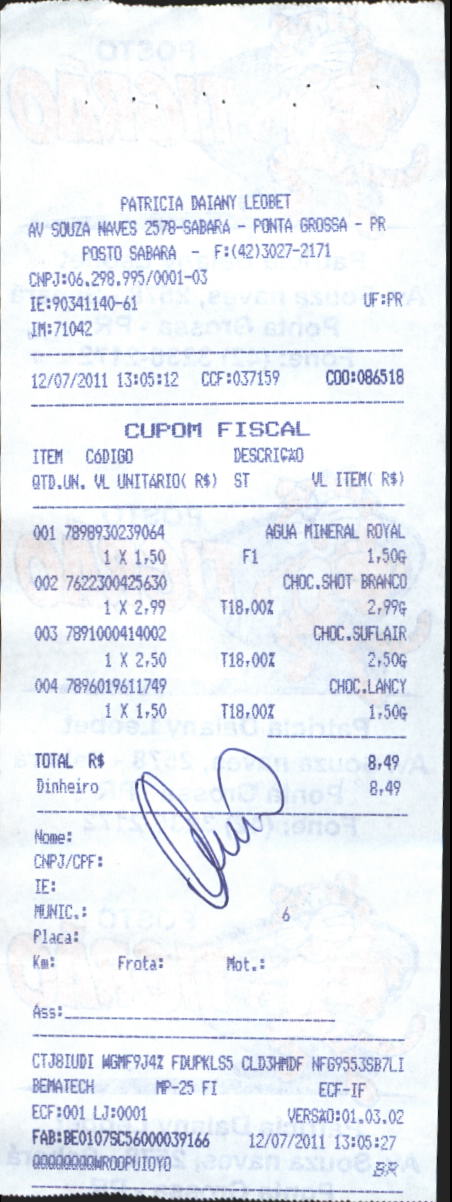 PATRICIA DAIANY LEOBET
AV SOUZA NAVES 2578-SABARA - PONTA GROSSA - PR
POSTO SABARA - F:(42)3027-2171
CNPJ:06.298.995/0001-03
IE:90341140-61 UF:PR
IM:71042
12/07/2011 13:05:12 CCF:037159 COO:086518
CUPOM FISCAL
ITEM CóDIGO DESCRIÇãO
QTD.UN. VL UNITáRIO( R$) ST VL ITEM( R$)
001 7898930239064 AGUA MINERAL ROYAL
1 X 1,50 F1 1,50G
002 7622300425630 CHOC.SHOT BRANCO
1 X 2,99 T18,00% 2,99G
003 7891000414002 CHOC.SUFLAIR
1 X 2,50 T18,00% 2,50G
004 7896019611749 CHOC.LANCY
1 X 1,50 T18,00% 1,50G
TOTAL R$ 8,49
Dinheiro 8,49
Nome:
CNPJ/CPF:
IE:
MUNIC.: 6
Placa:
Km: Frota: Mot.:
Ass:
CTJ8IUDI WGMF9J4Z FDUPKLS5 CLD3HMDF NFG9553SB7LI
BEMATECH MP-25 FI ECF-IF
ECF:001 LJ:0001 VERSãO:01.03.02
FAB:BE0107SC56000039166 12/07/2011 13:05:27
QQQQQQQQQWROOPUIOYO BR